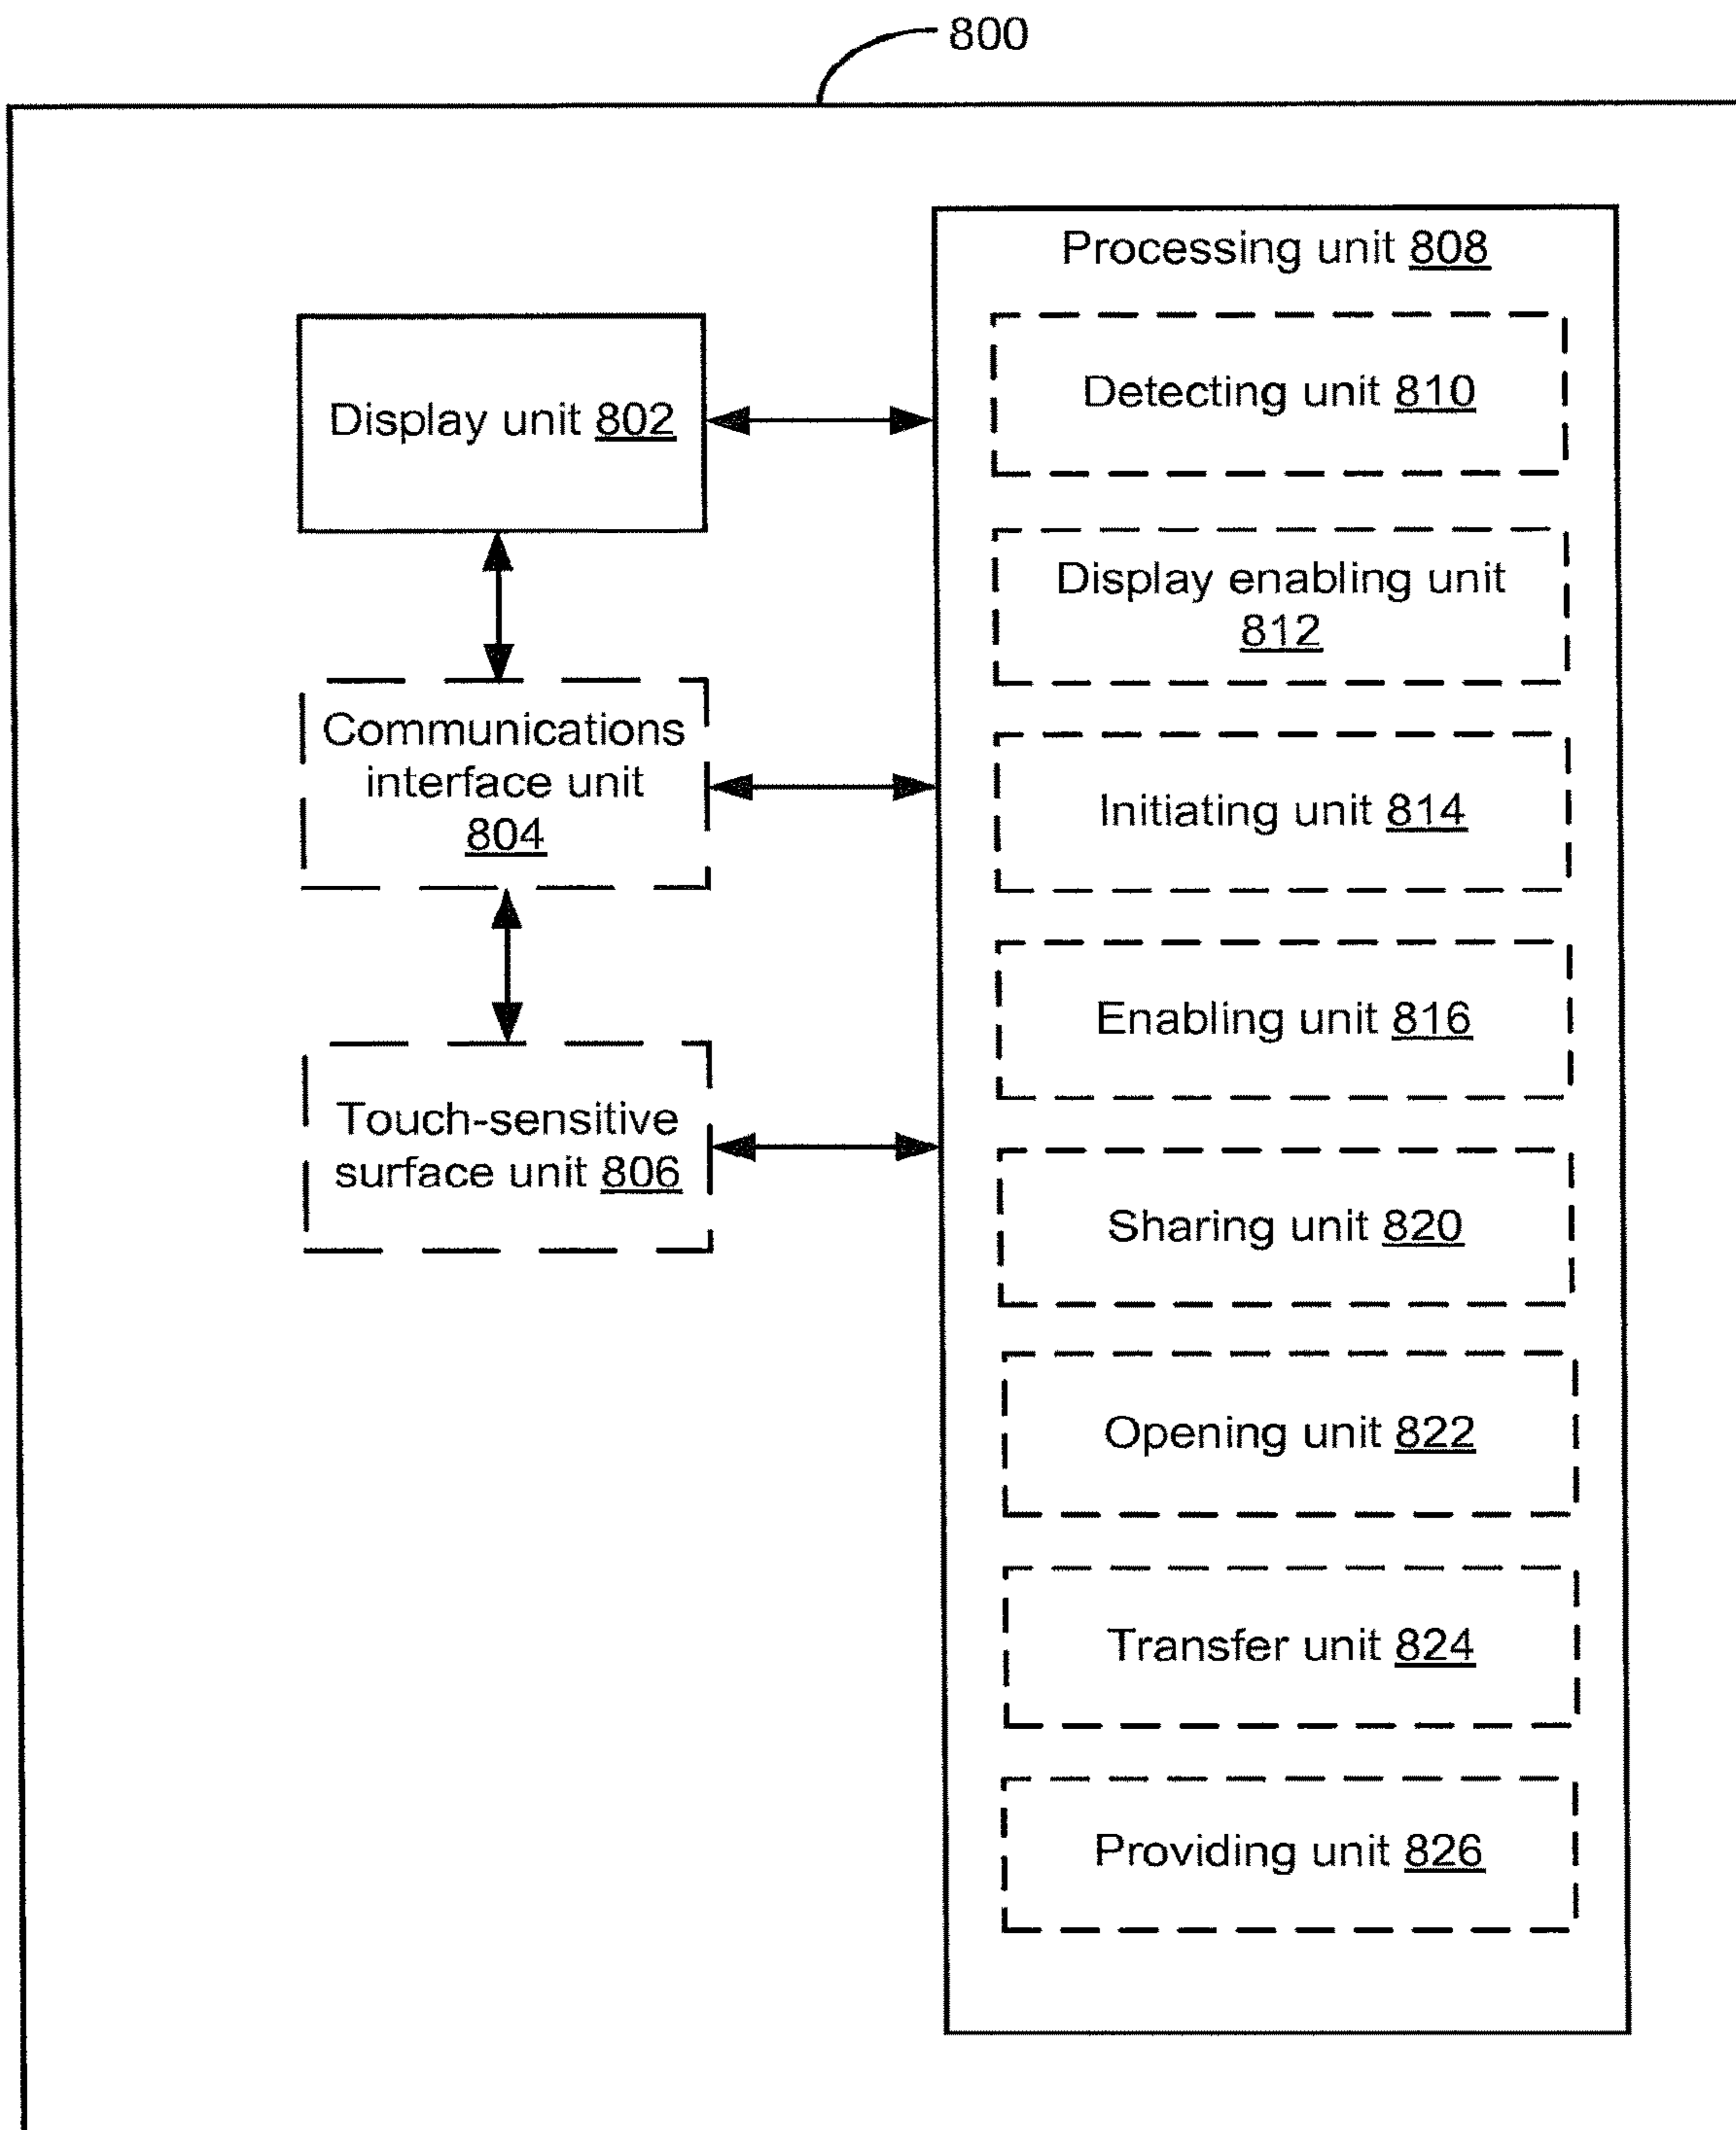 800
Processing unit 808
Detecting unit 810
Display unit 802
Display enabling unit
812
Communications
interface unit
804
Initiating unit 814
Enabling unit 816
Touch-sensitive
surface unit 806
Sharing unit 820
Opening unit 822
Transfer unit 824
Providing unit 826